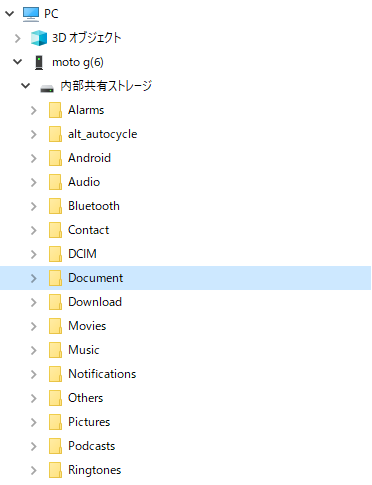 PC
3D オブジェクト
moto g(6)
内部共有ストレージ
Alarms
alt_autocycle
Android
Audio
Bluetooth
Contact
DCIM
Document
Download
Movies
Music
Notifications
Others
Pictures
Podcasts
Ringtones